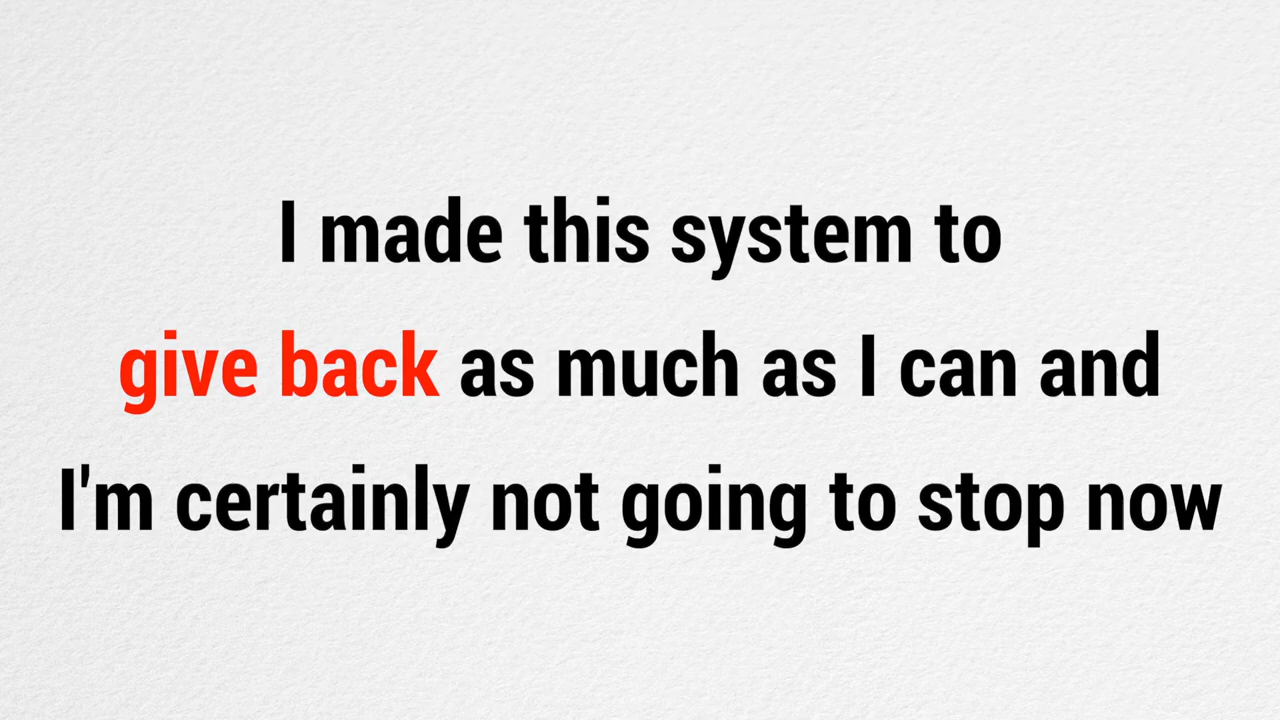 I made this system to
give back as much as I can and
I'm certainly not going to stop now